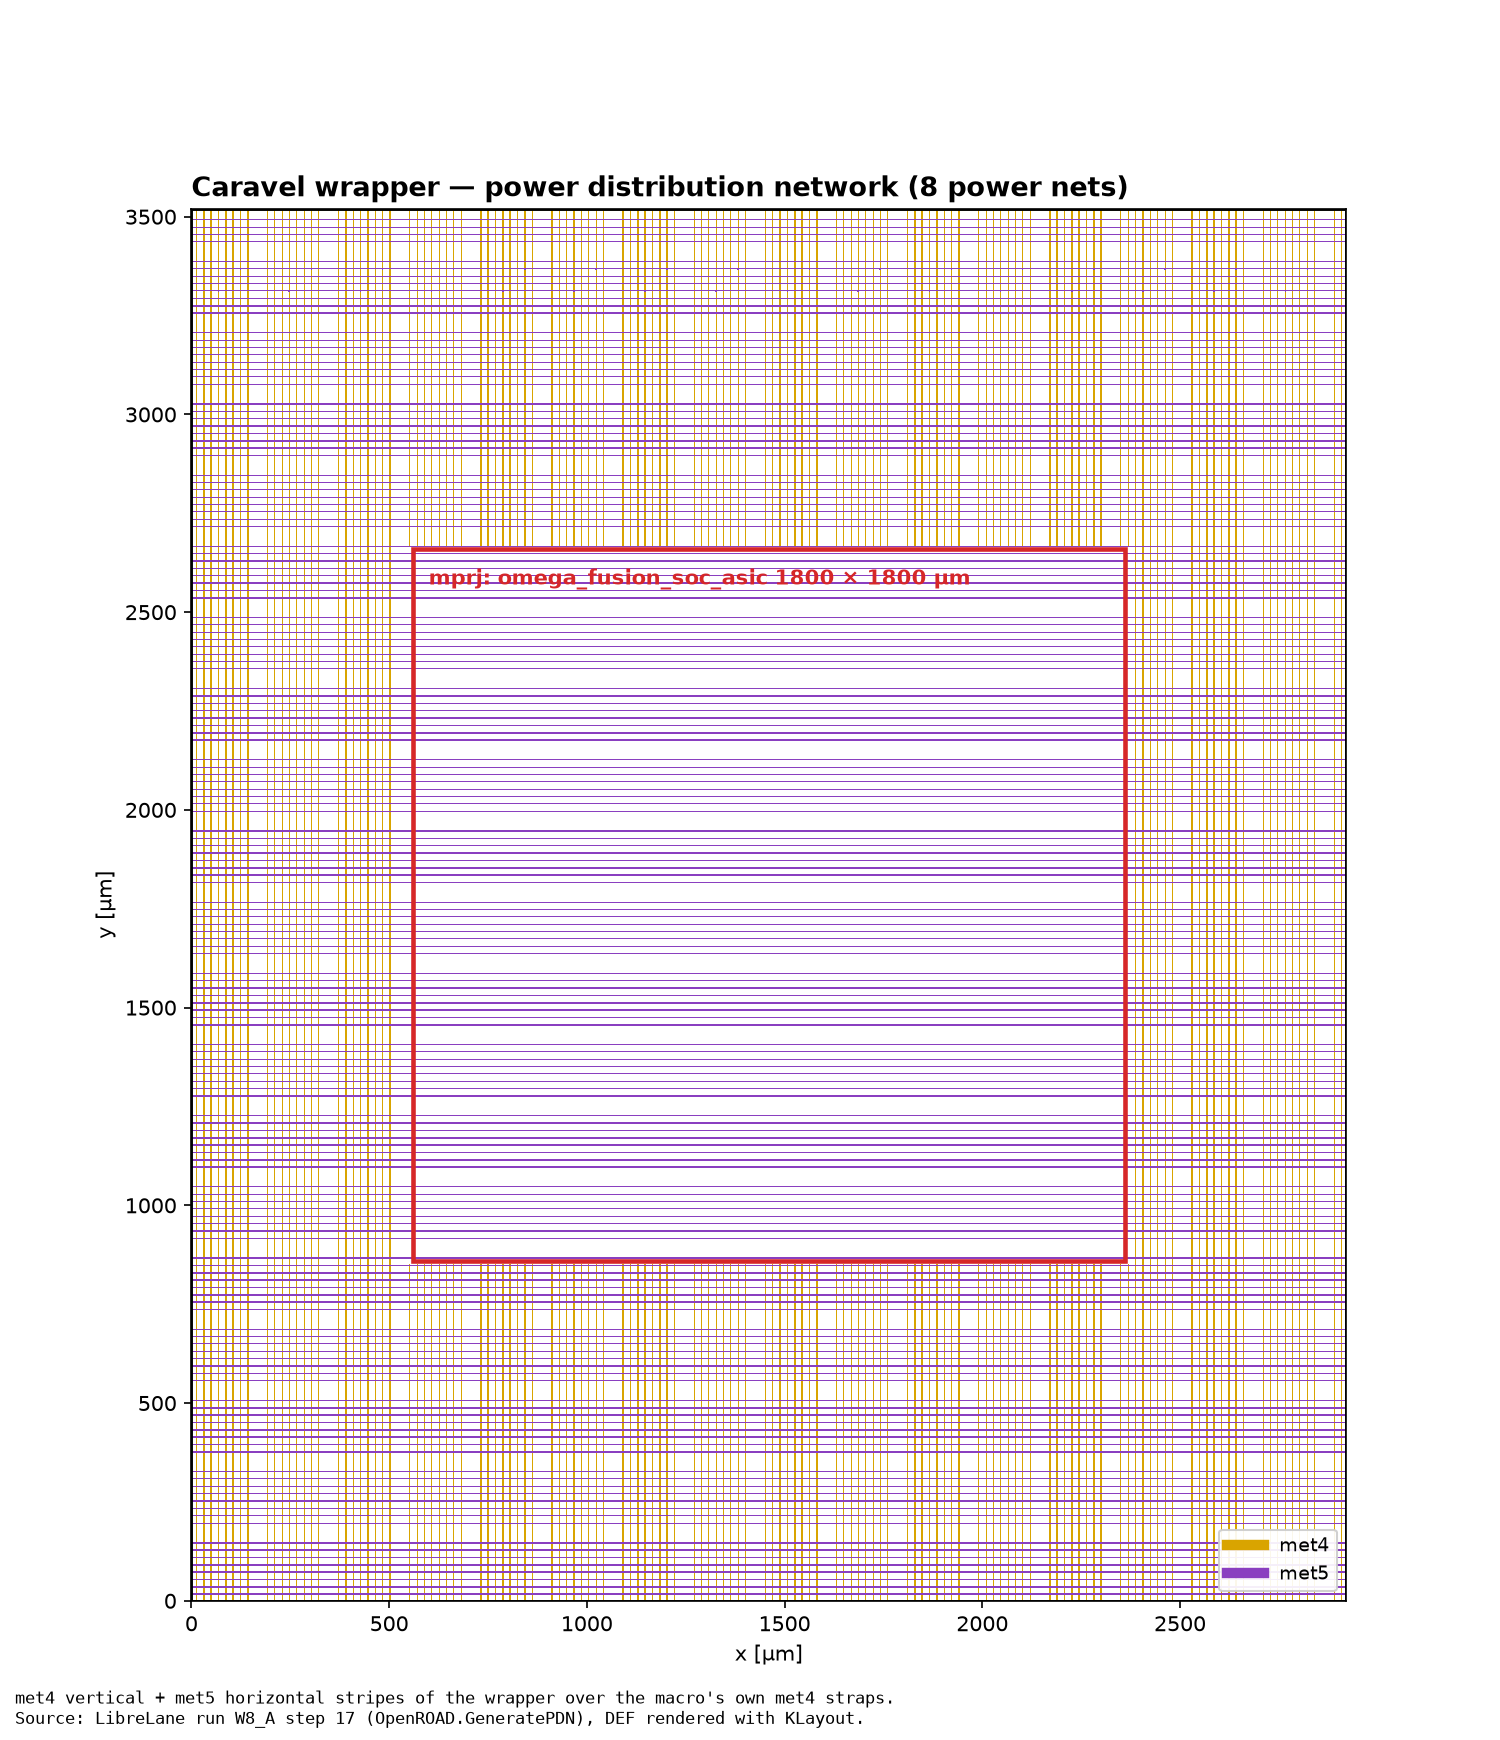 Caravel wrapper — power distribution network (8 power nets)
3500
3000
2500
2000
1500
1000
500
0
y [µm]
mprj: omega_fusion_soc_asic 1800 × 1800 µm
met4
met5
0 500 1000 1500 2000 2500
x [µm]
met4 vertical + met5 horizontal stripes of the wrapper over the macro's own met4 straps.
Source: LibreLane run W8_A step 17 (OpenROAD.GeneratePDN), DEF rendered with KLayout.